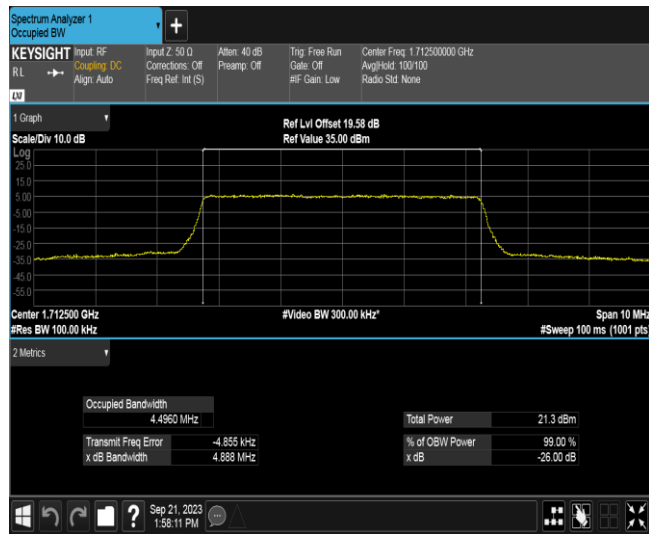 Spectrum Analyzer 1
Occupied BW
+
KEYSIGHT Input: RF Input Z: 50 Ω Atten: 40 dB Trig: Free Run Center Freq: 1.712500000 GHz
RL Coupling: DC Corrections: Off Preamp: Off Gate: Off Avg|Hold: 100/100
Align: Auto Freq Ref: Int (S) #IF Gain: Low Radio Std: None
LXI
1 Graph Ref Lvl Offset 19.58 dB
Scale/Div 10.0 dB Ref Value 35.00 dBm
Log
25.0
15.0
5.00
-5.00
-15.0
-25.0
-35.0
-45.0
-55.0
Center 1.712500 GHz #Video BW 300.00 kHz* Span 10 MHz
#Res BW 100.00 kHz #Sweep 100 ms (1001 pts)
2 Metrics
Occupied Bandwidth
4.4960 MHz Total Power 21.3 dBm
Transmit Freq Error -4.855 kHz % of OBW Power 99.00 %
x dB Bandwidth 4.888 MHz x dB -26.00 dB
? Sep 21, 2023
1:58:11 PM